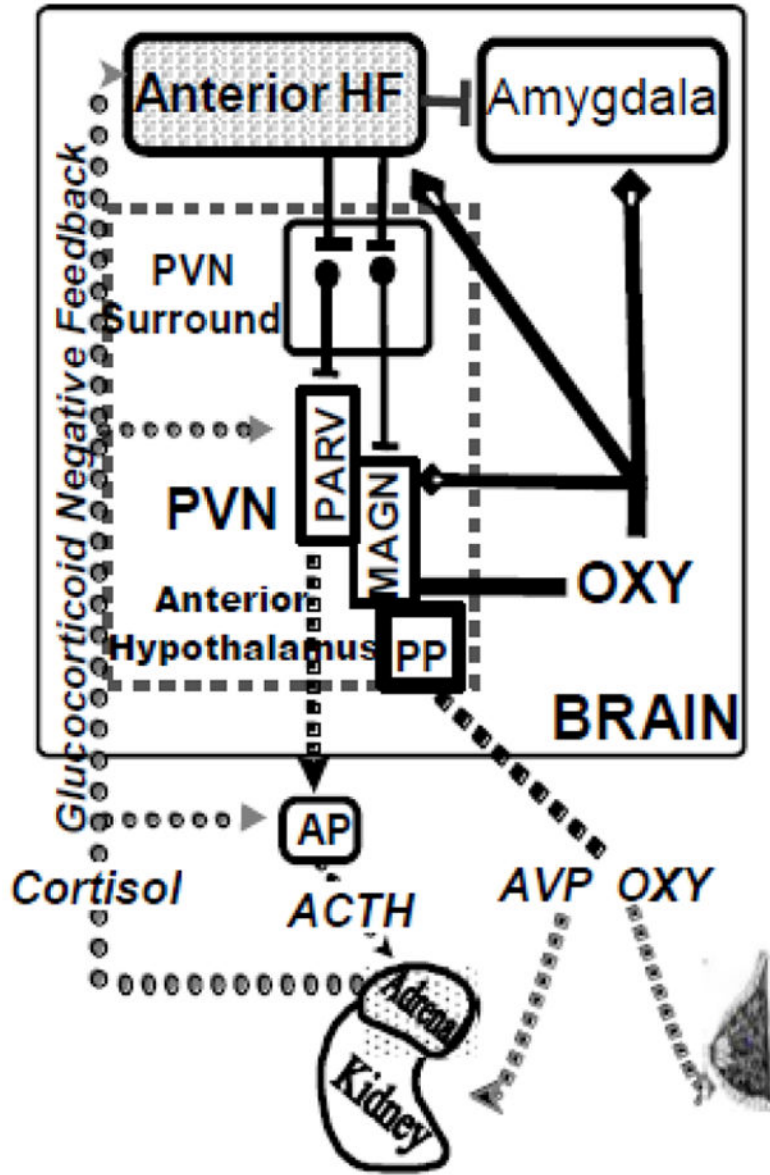 Anterior HF
Amygdala
Glucocorticoid Negative Feedback
PVN
Surround
PARV
MAGN
PVN
OXY
Anterior
Hypothalamus
PP
BRAIN
AP
Cortisol
ACTH
AVP OXY
Adrenal
Kidney